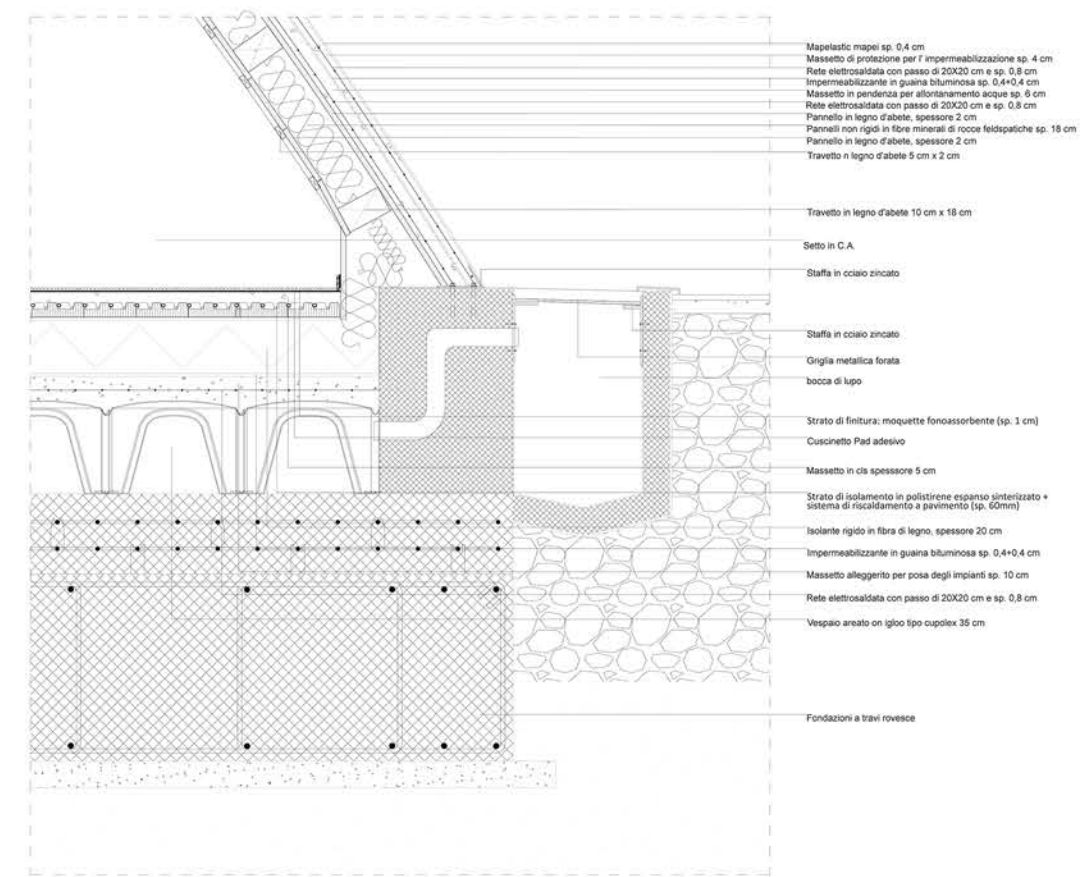 Mapelastic mapei sp. 0,4 cm
Massetto di protezione per l' impermeabilizzazione sp. 4 cm
Rete elettrosaldata con passo di 20X20 cm e sp. 0,8 cm
Impermeabilizzante in guaina bituminosa sp. 0,4+0,4 cm
Massetto in pendenza per allontanamento acque sp. 6 cm
Rete elettrosaldata con passo di 20X20 cm e sp. 0,8 cm
Pannello in legno d'abete, spessore 2 cm
Pannelli non rigidi in fibre minerali di rocce feldspatiche sp. 18 cm
Pannello in legno d'abete, spessore 2 cm
Travetto n legno d'abete 5 cm x 2 cm
Travetto in legno d'abete 10 cm x 18 cm
Setto in C.A.
Staffa in cciaio zincato
Staffa in cciaio zincato
Griglia metallica forata
bocca di lupo
Strato di finitura: moquette fonoassorbente (sp. 1 cm)
Cuscinetto Pad adesivo
Massetto in cls spesssore 5 cm
Strato di isolamento in polistirene espanso sinterizzato +
sistema di riscaldamento a pavimento (sp. 60mm)
Isolante rigido in fibra di legno, spessore 20 cm
Impermeabilizzante in guaina bituminosa sp. 0,4+0,4 cm
Massetto alleggerito per posa degli impianti sp. 10 cm
Rete elettrosaldata con passo di 20X20 cm e sp. 0,8 cm
Vespaio areato on igloo tipo cupolex 35 cm
Fondazioni a travi rovesce